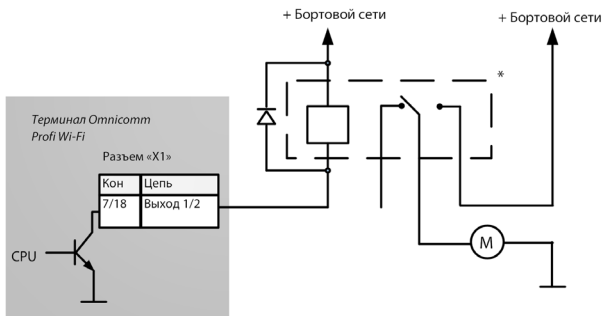 + Бортовой сети
+ Бортовой сети
*
Терминал Omnicomm
Profi Wi-Fi
Разъем «X1»
Кон Цепь
7/18 Выход 1/2
CPU
M